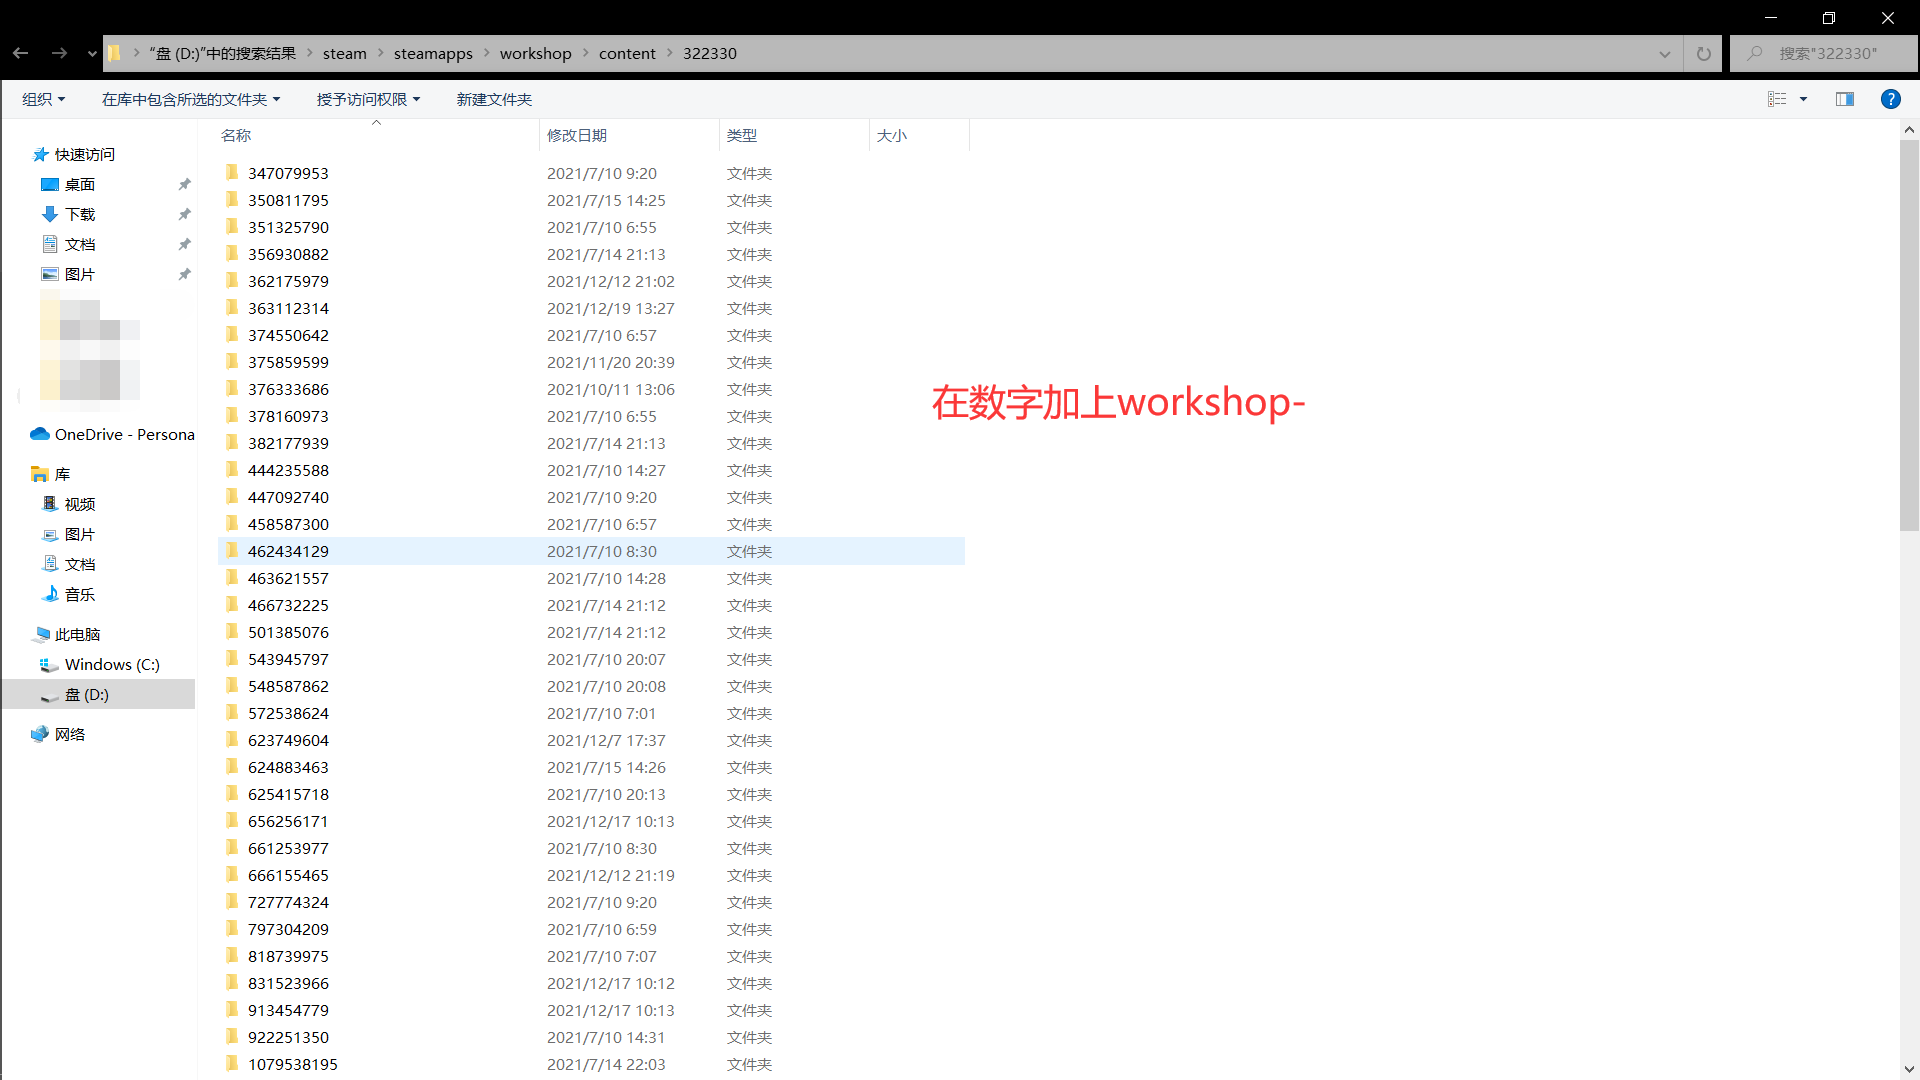 “盘 (D:)”中的搜索结果 steam steamapps workshop content 322330 搜索"322330"
组织 在库中包含所选的文件夹 授予访问权限 新建文件夹 ?
名称 修改日期 类型 大小
快速访问
桌面
下载
文档
图片
OneDrive - Persona
库
视频
图片
文档
音乐
此电脑
Windows (C:)
盘 (D:)
网络
347079953 2021/7/10 9:20 文件夹
350811795 2021/7/15 14:25 文件夹
351325790 2021/7/10 6:55 文件夹
356930882 2021/7/14 21:13 文件夹
362175979 2021/12/12 21:02 文件夹
363112314 2021/12/19 13:27 文件夹
374550642 2021/7/10 6:57 文件夹
375859599 2021/11/20 20:39 文件夹
376333686 2021/10/11 13:06 文件夹
378160973 2021/7/10 6:55 文件夹
382177939 2021/7/14 21:13 文件夹
444235588 2021/7/10 14:27 文件夹
447092740 2021/7/10 9:20 文件夹
458587300 2021/7/10 6:57 文件夹
462434129 2021/7/10 8:30 文件夹
463621557 2021/7/10 14:28 文件夹
466732225 2021/7/14 21:12 文件夹
501385076 2021/7/14 21:12 文件夹
543945797 2021/7/10 20:07 文件夹
548587862 2021/7/10 20:08 文件夹
572538624 2021/7/10 7:01 文件夹
623749604 2021/12/7 17:37 文件夹
624883463 2021/7/15 14:26 文件夹
625415718 2021/7/10 20:13 文件夹
656256171 2021/12/17 10:13 文件夹
661253977 2021/7/10 8:30 文件夹
666155465 2021/12/12 21:19 文件夹
727774324 2021/7/10 9:20 文件夹
797304209 2021/7/10 6:59 文件夹
818739975 2021/7/10 7:07 文件夹
831523966 2021/12/17 10:12 文件夹
913454779 2021/12/17 10:13 文件夹
922251350 2021/7/10 14:31 文件夹
1079538195 2021/7/14 22:03 文件夹
在数字加上workshop-